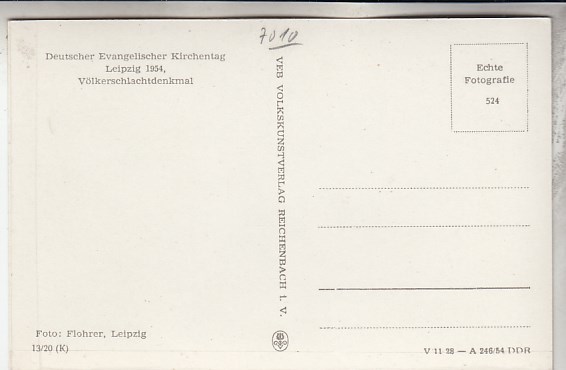 7010
Deutscher Evangelischer Kirchentag
Leipzig 1954,
Völkerschlachtdenkmal
VEB VOLKSKUNSTVERLAG REICHENBACH i. V.
Echte
Fotografie
524
Foto: Flohrer, Leipzig
13/20 (K)
V 11 28 — A 246/54 DDR